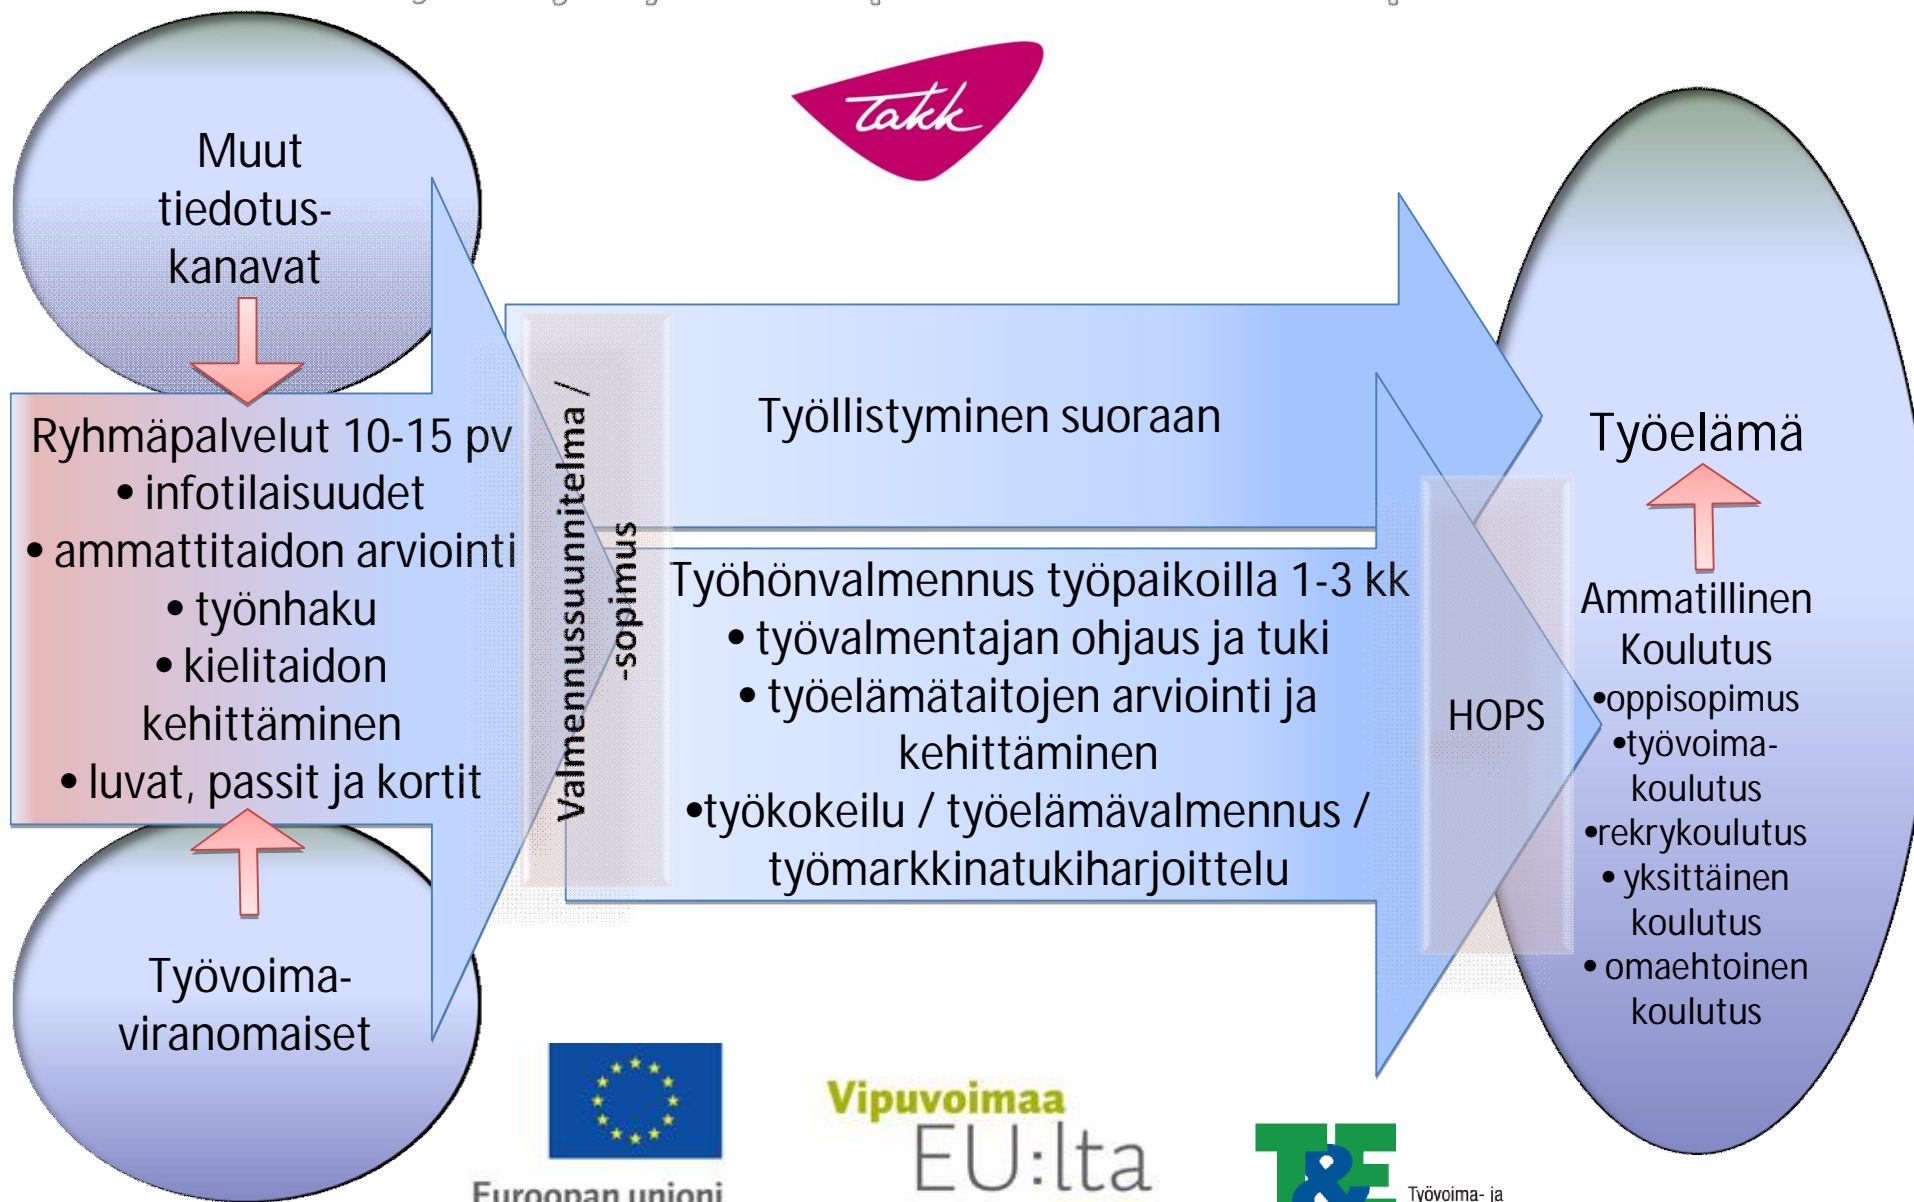 takk
Muut
tiedotus-
kanavat
Ryhmäpalvelut 10-15 pv
• infotilaisuudet
• ammattitaidon arviointi
• työnhaku
• kielitaidon
kehittäminen
• luvat, passit ja kortit
Työvoima-
viranomaiset
Valmennussuunnitelma /
-sopimus
Työllistyminen suoraan
Työhönvalmennus työpaikoilla 1-3 kk
• työvalmentajan ohjaus ja tuki
• työelämätaitojen arviointi ja
kehittäminen
•työkokeilu / työelämävalmennus /
työmarkkinatukiharjoittelu
HOPS
Työelämä
Ammatillinen
Koulutus
•oppisopimus
•työvoima-
koulutus
•rekrykoulutus
• yksittäinen
koulutus
• omaehtoinen
koulutus
Euroopan unioni
Vipuvoimaa
EU:lta
T&E
Työvoima- ja